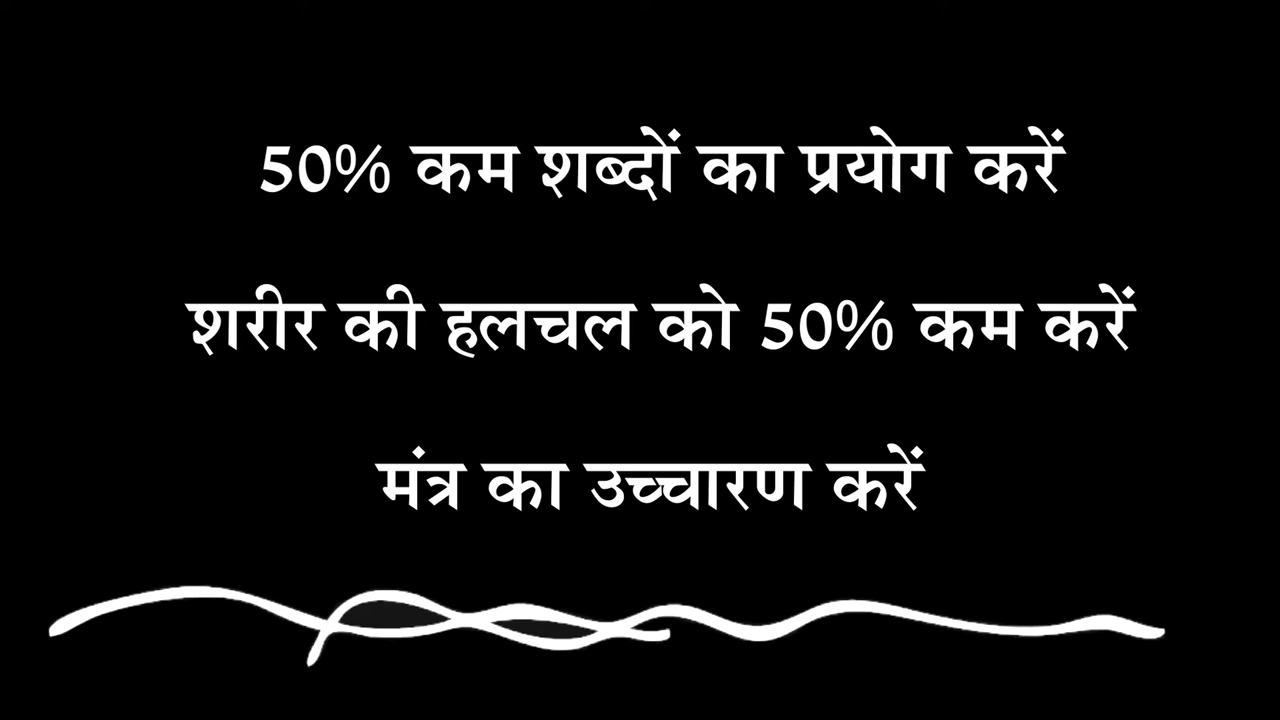 50% कम शब्दों का प्रयोग करें
शरीर की हलचल को 50% कम करें
मंत्र का उच्चारण करें